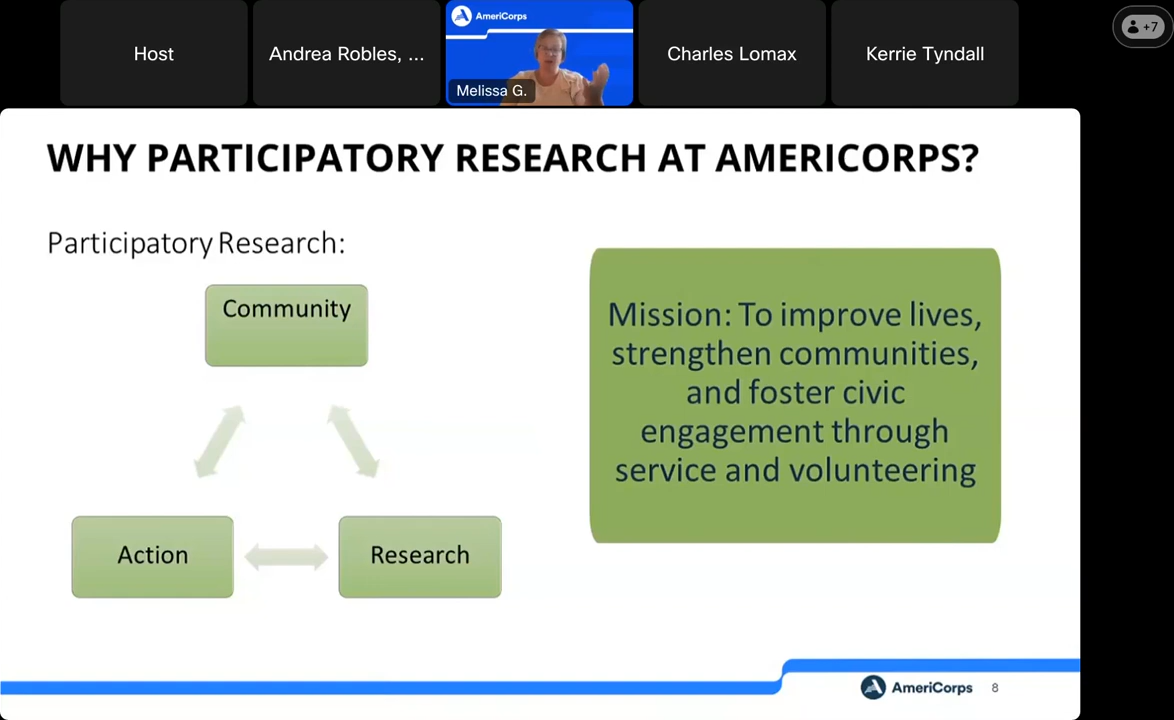 Host
Andrea Robles, ...
AmeriCorps
Melissa G.
Charles Lomax
Kerrie Tyndall
+7
WHY PARTICIPATORY RESEARCH AT AMERICORPS?
Participatory Research:
Community
Action
Research
Mission: To improve lives,
strengthen communities,
and foster civic
engagement through
service and volunteering
AmeriCorps
8